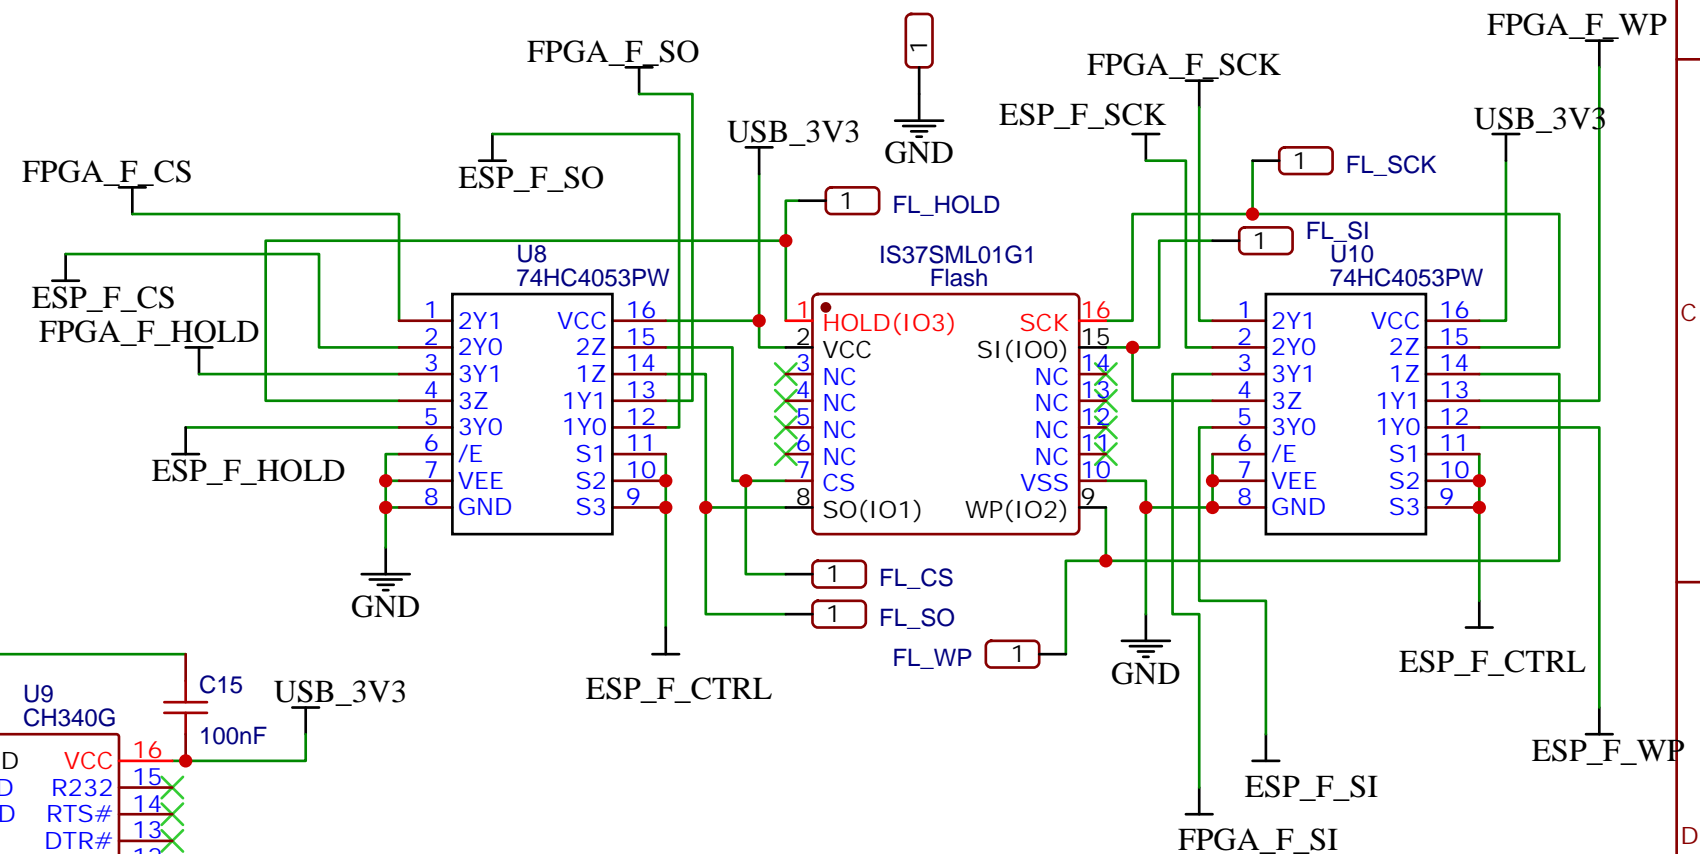 FPGA_F_WP
FPGA_F_SO
1
FPGA_F_SCK
ESP_F_SCK
USB_3V3
USB_3V3
GND
1 FL_SCK
FPGA_F_CS
ESP_F_SO
1 FL_HOLD
1 FL_SI
U8
74HC4053PW
IS37SML01G1
Flash
U10
74HC4053PW
ESP_F_CS
FPGA_F_HOLD
ESP_F_HOLD
1 2Y1 VCC 16
2 2Y0 2Z 15
3 3Y1 1Z 14
4 3Z 1Y1 13
5 3Y0 1Y0 12
6 /E S1 11
7 VEE S2 10
8 GND S3 9
1 HOLD(IO3) SCK 16
2 VCC SI(IO0) 15
3 NC NC 14
4 NC NC 13
5 NC NC 12
6 NC NC 11
7 CS VSS 10
8 SO(IO1) WP(IO2) 9
1 2Y1 VCC 16
2 2Y0 2Z 15
3 3Y1 1Z 14
4 3Z 1Y1 13
5 3Y0 1Y0 12
6 /E S1 11
7 VEE S2 10
8 GND S3 9
C
GND
1 FL_CS
1 FL_SO
FL_WP 1
GND
ESP_F_CTRL
ESP_F_CTRL
U9
CH340G
C15
100nF
USB_3V3
D VCC 16
D R232 15
D RTS# 14
DTR# 13
ESP_F_WP
ESP_F_SI
FPGA_F_SI
D